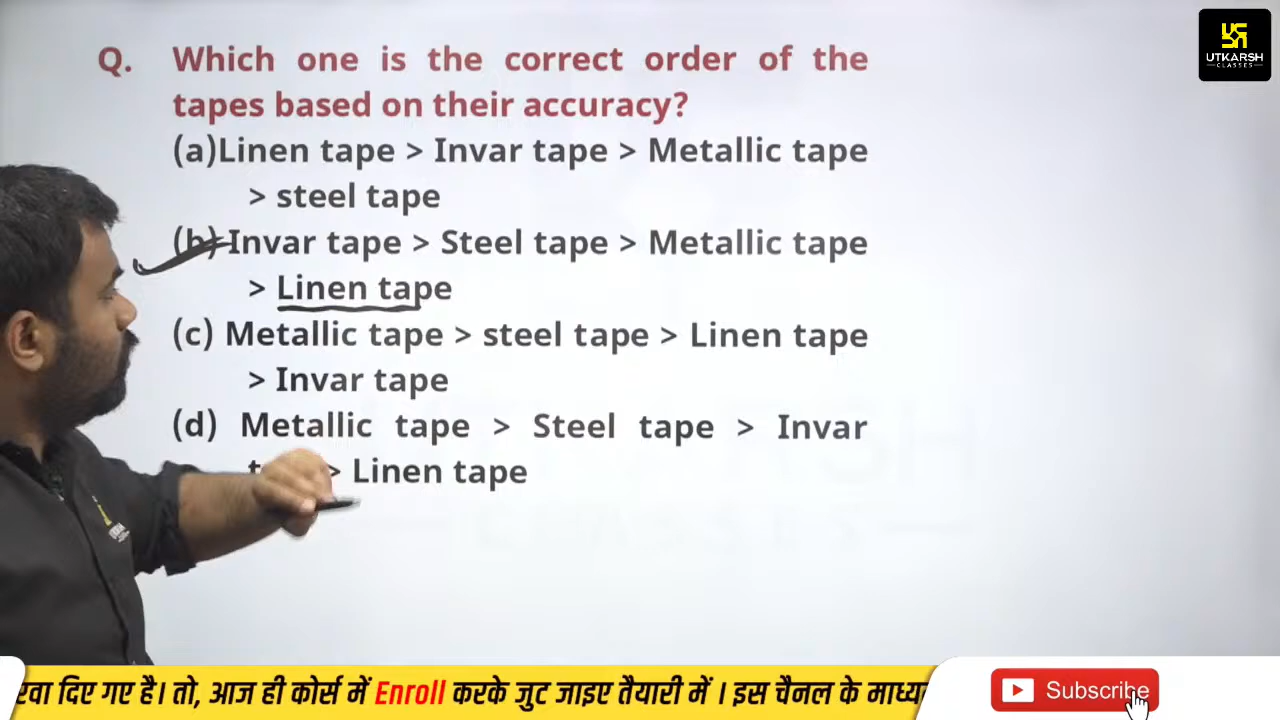 Q. Which one is the correct order of the
tapes based on their accuracy?
(a)Linen tape > Invar tape > Metallic tape
> steel tape
(b) Invar tape > Steel tape > Metallic tape
> Linen tape
(c) Metallic tape > steel tape > Linen tape
> Invar tape
(d) Metallic tape > Steel tape > Invar
> Linen tape
UTKARSH
CLASSES
दिए गए है। तो, आज ही कोर्स में Enroll करके जुट जाइए तैयारी में । इस चैनल के
Subscribe